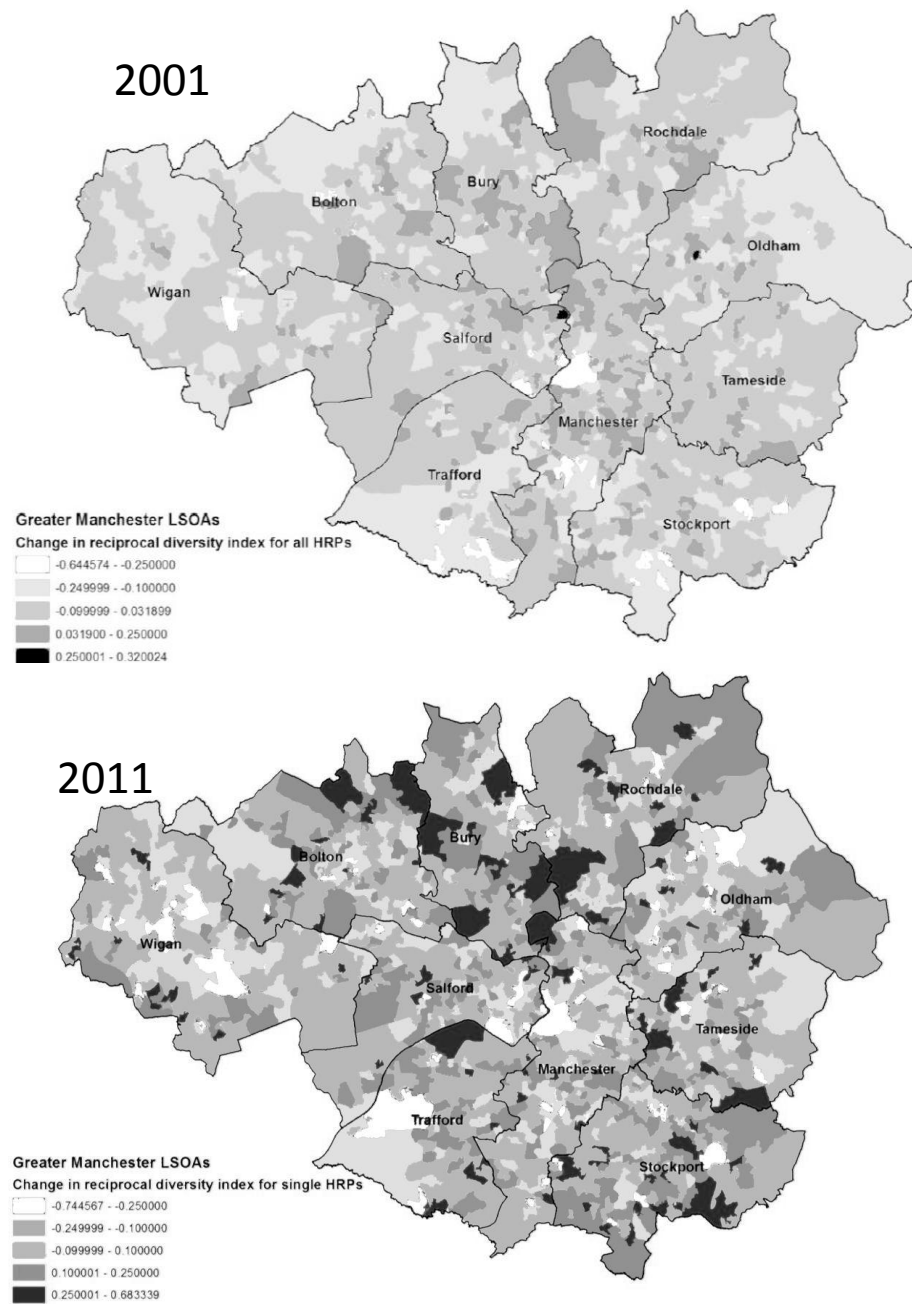 2001
Rochdale
Bury
Bolton
Oldham
Wigan
Salford
Tameside
Manchester
Trafford
Stockport
Greater Manchester LSOAs
Change in reciprocal diversity index for all HRPs
-0.644574 - -0.250000
-0.249999 - -0.100000
-0.099999 - 0.031899
0.031900 - 0.250000
0.250001 - 0.320024
2011
Rochdale
Bury
Bolton
Oldham
Wigan
Salford
Tameside
Manchester
Trafford
Stockport
Greater Manchester LSOAs
Change in reciprocal diversity index for single HRPs
-0.744567 - -0.250000
-0.249999 - -0.100000
-0.099999 - 0.100000
0.100001 - 0.250000
0.250001 - 0.683339